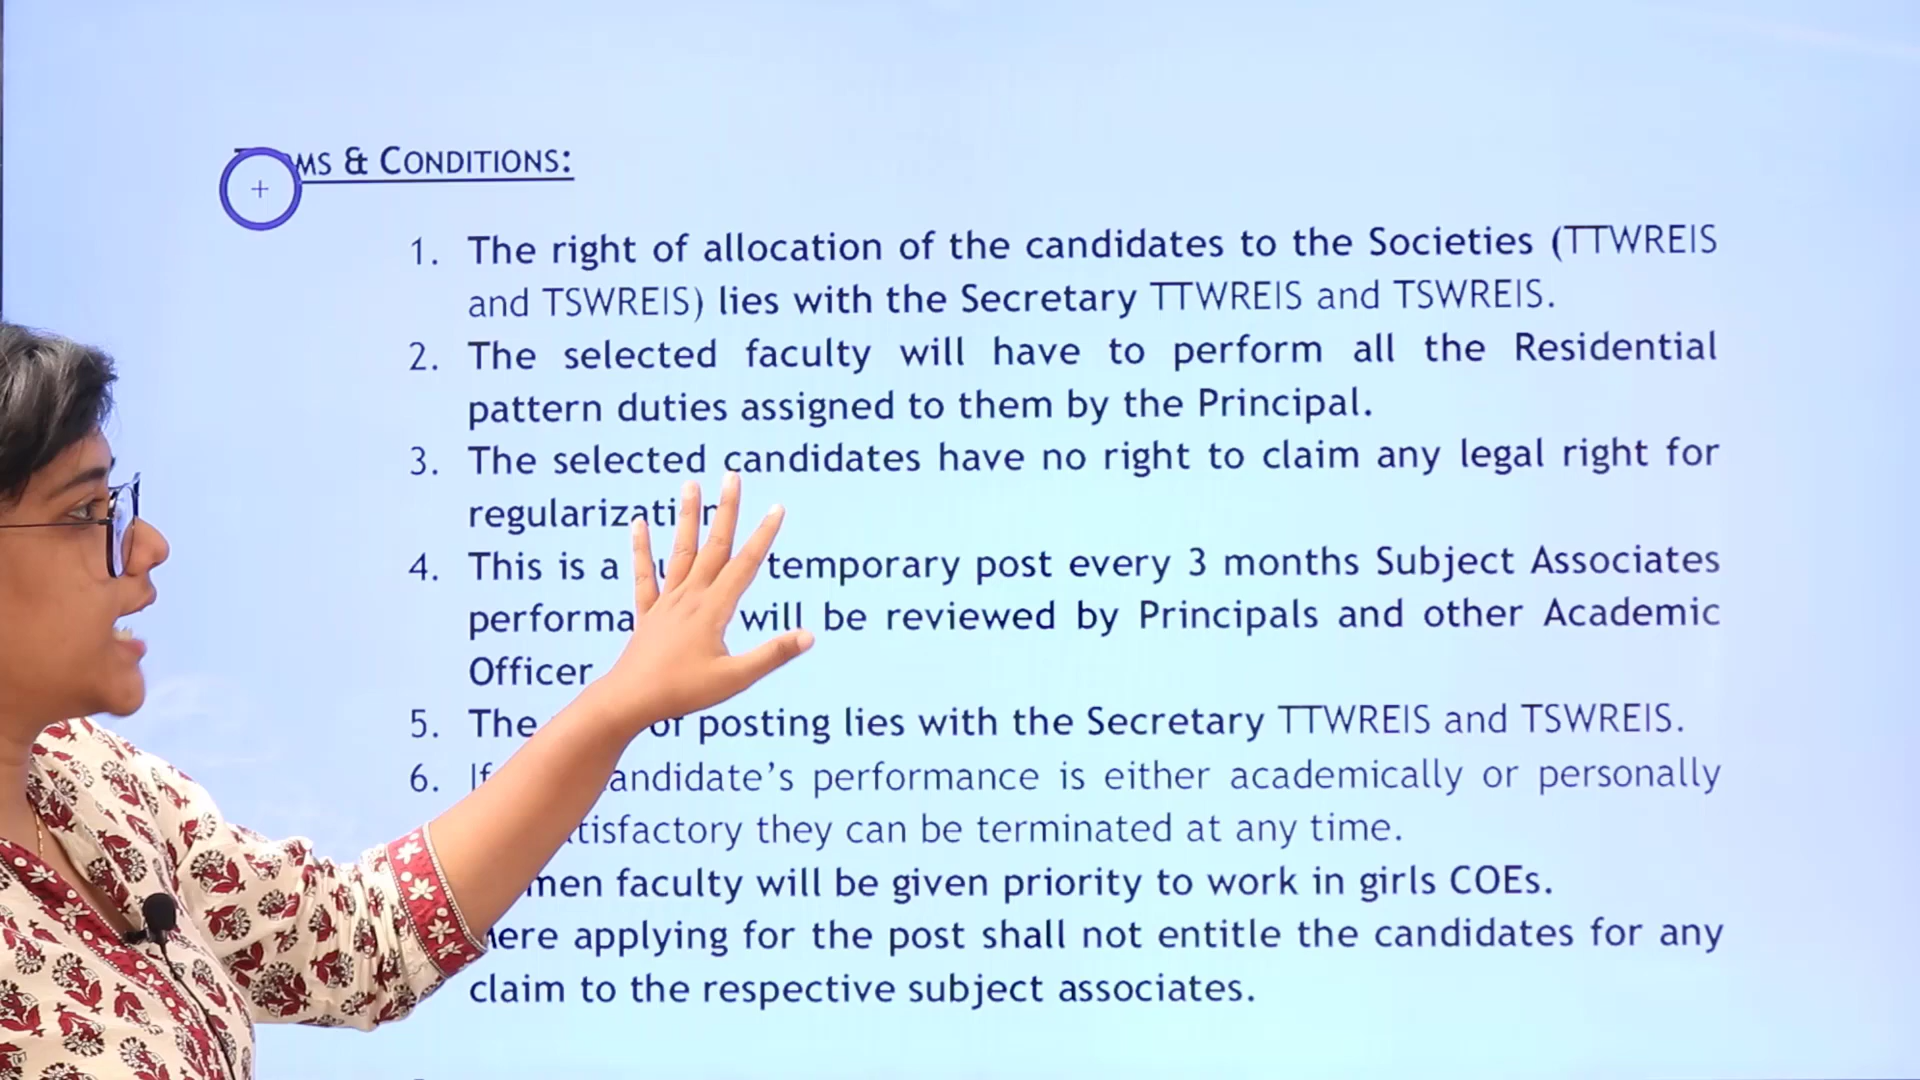 MS & CONDITIONS:
1. The right of allocation of the candidates to the Societies (TTWREIS
and TSWREIS) lies with the Secretary TTWREIS and TSWREIS.
2. The selected faculty will have to perform all the Residential
pattern duties assigned to them by the Principal.
3. The selected candidates have no right to claim any legal right for
regularization
4. This is a temporary post every 3 months Subject Associates
will be reviewed by Principals and other Academic
Officer
5. The of posting lies with the Secretary TTWREIS and TSWREIS.
6. If candidate's performance is either academically or personally
they can be terminated at any time.
men faculty will be given priority to work in girls COEs.
Mere applying for the post shall not entitle the candidates for any
claim to the respective subject associates.